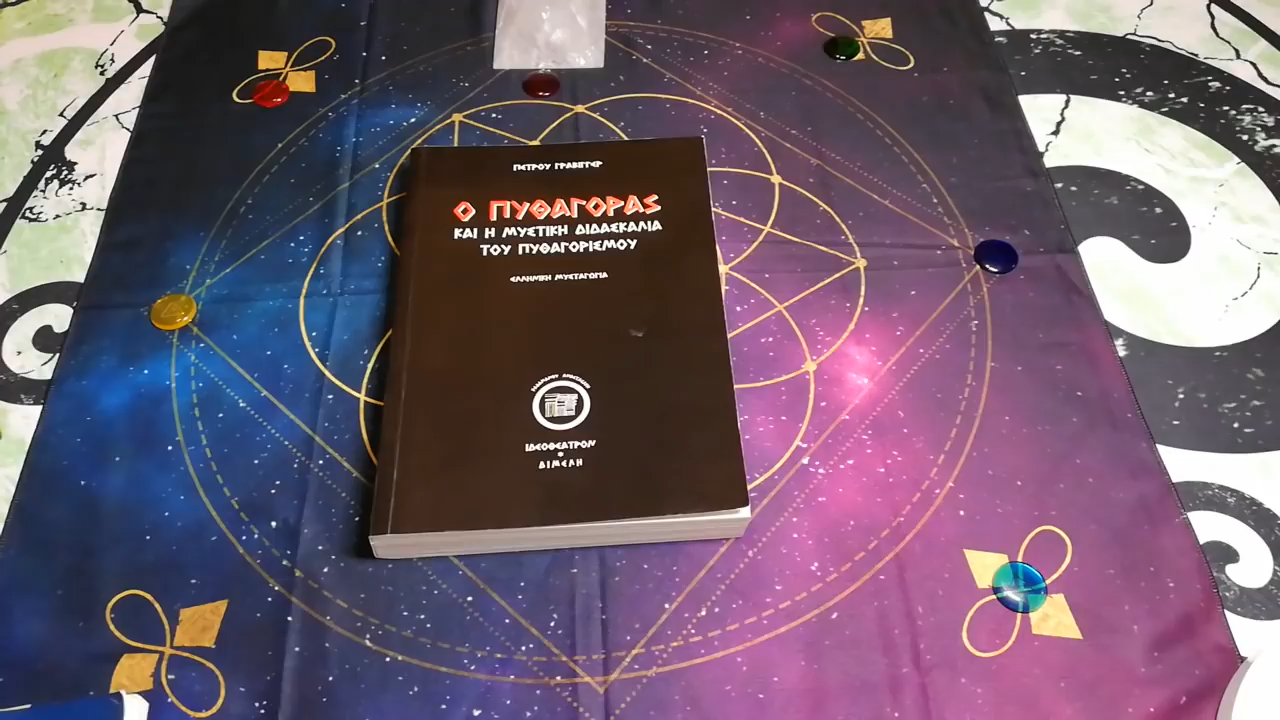 ΠΕΤΡΟΥ ΓΡΑΒΙΓΓΕΡ
Ο ΠΥΘΑΓΟΡΑΣ
ΚΑΙ Η ΜΥΣΤΙΚΗ ΔΙΔΑΣΚΑΛΙΑ
ΤΟΥ ΠΥΘΑΓΟΡΙΣΜΟΥ
ΕΛΛΗΝΙΚΗ ΜΥΣΤΑΓΩΓΙΑ
ΙΔΕΟΘΕΑΤΡΟΝ
ΔΙΜΕΛΗ